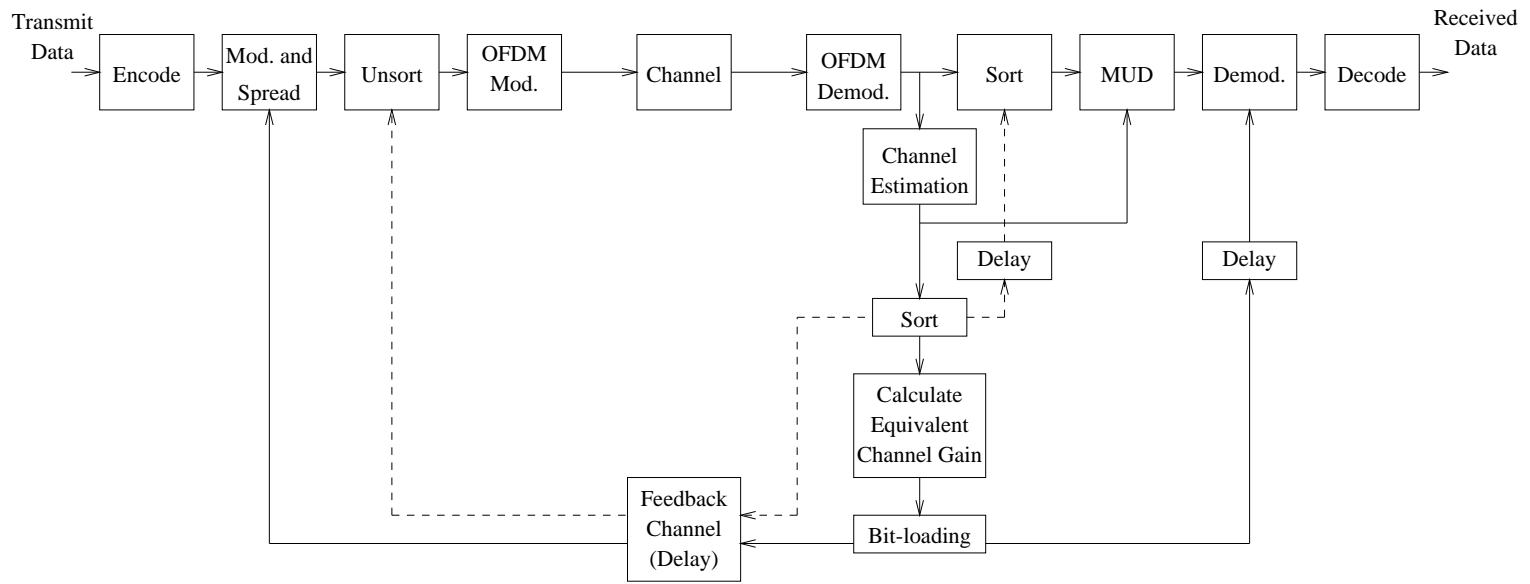 Transmit
Data
Received
Data
Encode
Mod. and
Spread
Unsort
OFDM
Mod.
Channel
OFDM
Demod.
Sort
MUD
Demod.
Decode
Channel
Estimation
Delay
Delay
Sort
Calculate
Equivalent
Channel Gain
Feedback
Channel
(Delay)
Bit-loading